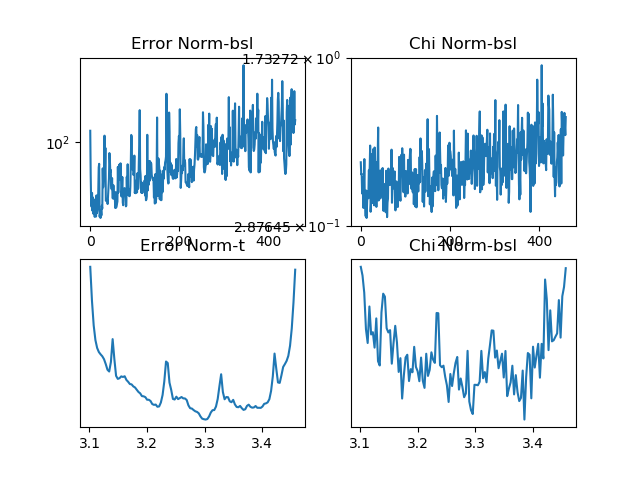 Error Norm-bsl
Chi Norm-bsl
1.73272 × 10⁰
10²
2.87645 × 10⁻¹
0 200 400
0 200 400
Error Norm-t
Chi Norm-bsl
3.1 3.2 3.3 3.4
3.1 3.2 3.3 3.4